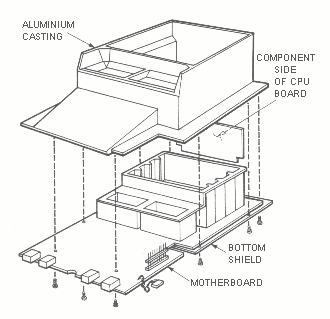 ALUMINIUM
CASTING
COMPONENT
SIDE
OF CPU
BOARD
BOTTOM
SHIELD
MOTHERBOARD